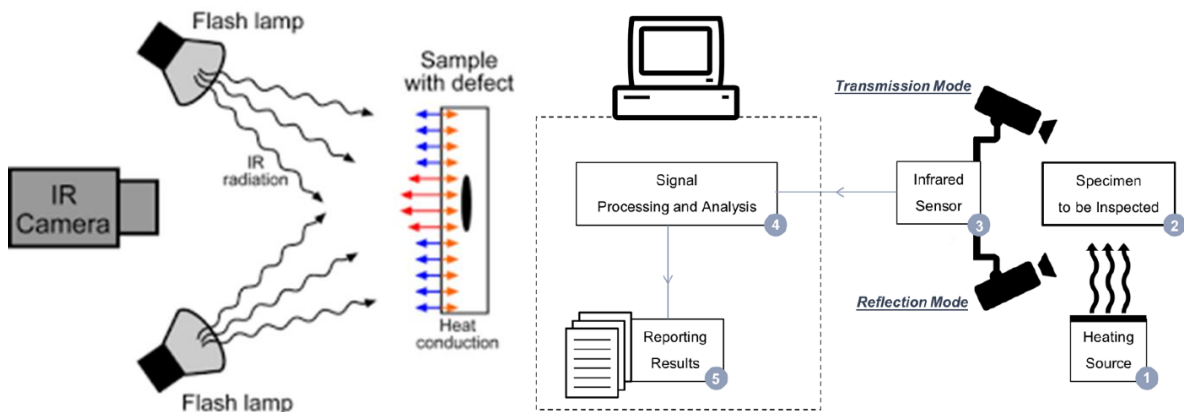 Flash lamp
Sample
with defect
IR
radiation
IR
Camera
Heat
conduction
Flash lamp
Transmission Mode
Signal
Processing and Analysis
4
Infrared
Sensor
3
Specimen
to be Inspected
2
Reflection Mode
Reporting
Results
5
Heating
Source
1